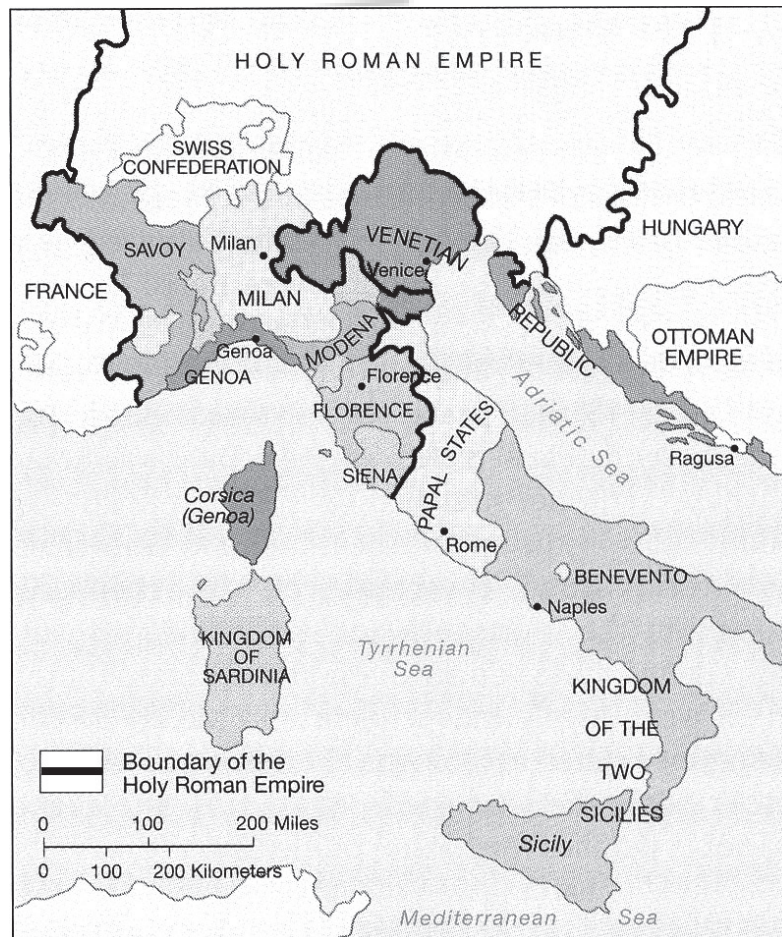 HOLY ROMAN EMPIRE
SWISS
CONFEDERATION
HUNGARY
SAVOY
Milan
VENETIAN
Venice
FRANCE
MILAN
REPUBLIC
OTTOMAN
EMPIRE
MODENA
Genoa
GENOA
Florence
FLORENCE
Adriatic Sea
SIENA
PAPAL STATES
Ragusa
Corsica
(Genoa)
Rome
BENEVENTO
Naples
KINGDOM
OF
SARDINIA
Tyrrhenian
Sea
KINGDOM
OF THE
TWO
SICILIES
Sicily
Boundary of the
Holy Roman Empire
0 100 200 Miles
0 100 200 Kilometers
Mediterranean Sea